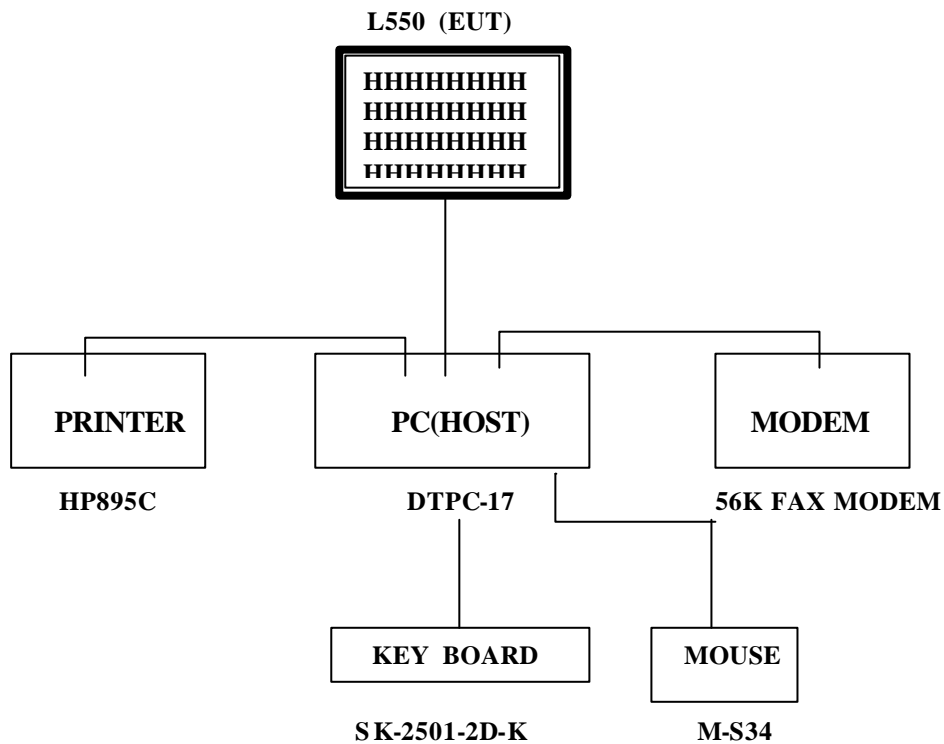 L550 (EUT)
HHHHHHHH
HHHHHHHH
HHHHHHHH
HHHHHHHH
PRINTER
PC(HOST)
MODEM
HP895C
DTPC-17
56K FAX MODEM
KEY BOARD
MOUSE
SK-2501-2D-K
M-S34